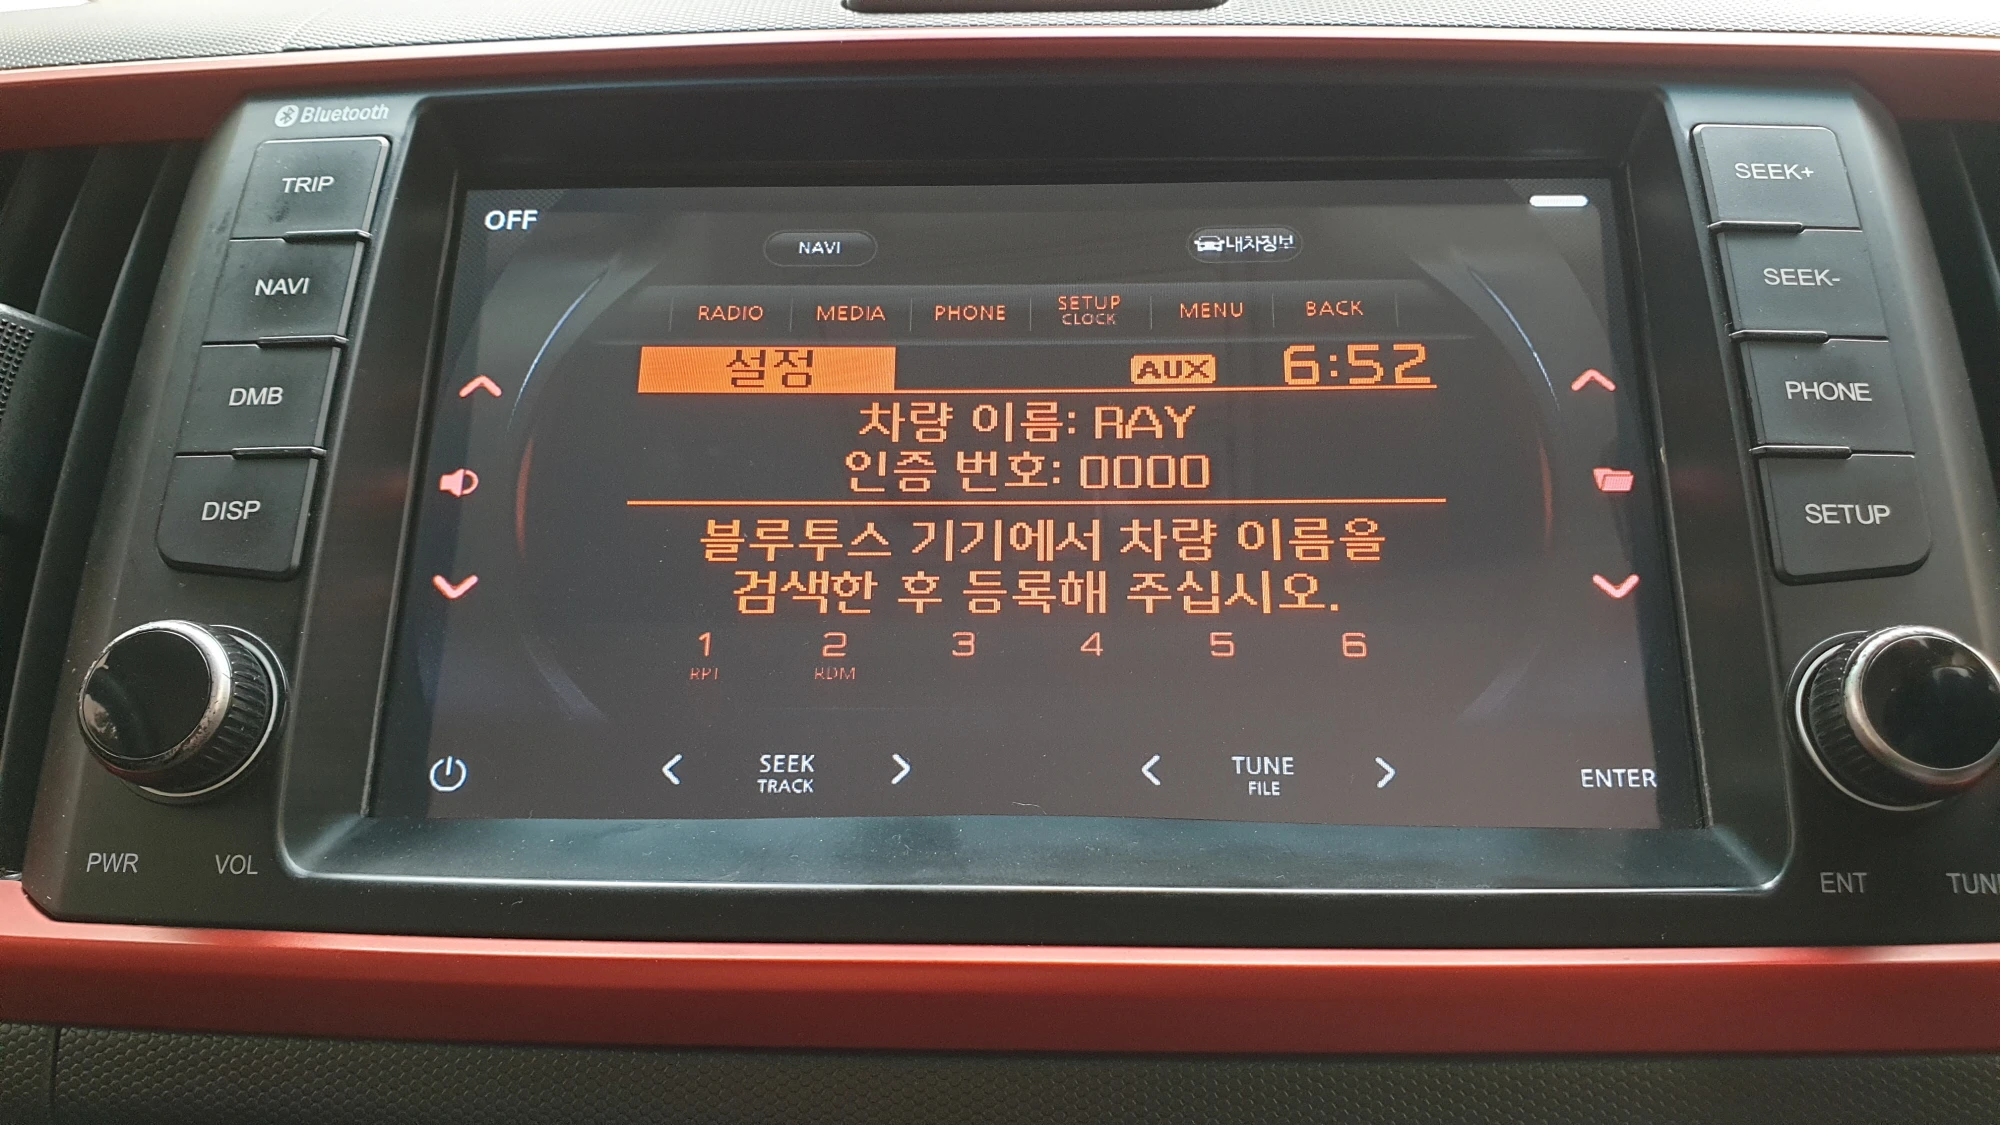 Bluetooth
TRIP
NAVI
DMB
DISP
PWR VOL
OFF
NAVI 내차정보
RADIO MEDIA PHONE SETUP CLOCK MENU BACK
설정 AUX 6:52
차량 이름: RAY
인증 번호: 0000
블루투스 기기에서 차량 이름을
검색한 후 등록해 주십시오.
1 2 3 4 5 6
RPT RDM
SEEK TUNE ENTER
TRACK FILE
SEEK+
SEEK-
PHONE
SETUP
ENT TUNE